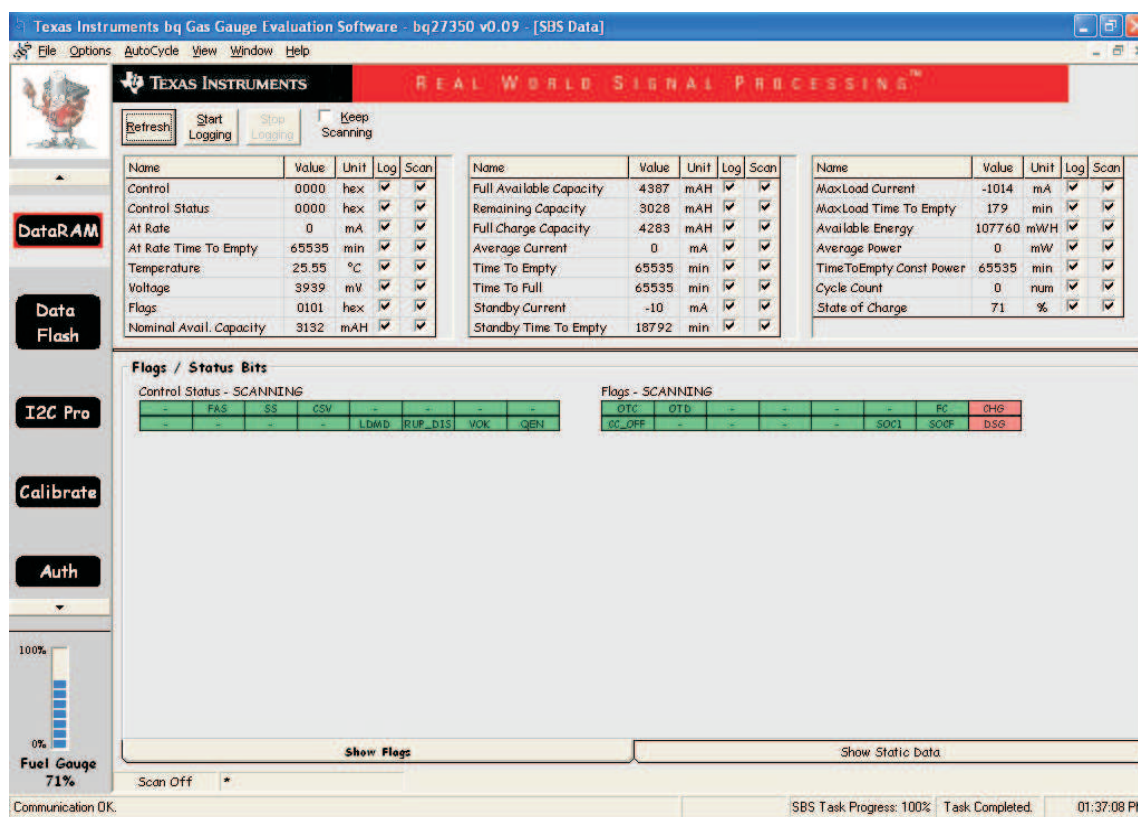 Texas Instruments bq Gas Gauge Evaluation Software - bq27350 v0.09 - [SBS Data]
File Options AutoCycle View Window Help
TEXAS INSTRUMENTS
REAL WORLD SIGNAL PROCESSING™
Refresh
Start Logging
Stop Logging
Keep Scanning
Name Value Unit Log Scan
Control 0000 hex
Control Status 0000 hex
At Rate 0 mA
At Rate Time To Empty 65535 min
Temperature 25.55 °C
Voltage 3939 mV
Flags 0101 hex
Nominal Avail. Capacity 3132 mAH
Name Value Unit Log Scan
Full Available Capacity 4387 mAH
Remaining Capacity 3028 mAH
Full Charge Capacity 4283 mAH
Average Current 0 mA
Time To Empty 65535 min
Time To Full 65535 min
Standby Current -10 mA
Standby Time To Empty 18792 min
Name Value Unit Log Scan
MaxLoad Current -1014 mA
MaxLoad Time To Empty 179 min
Available Energy 107760 mWH
Average Power 0 mW
TimeToEmpty Const Power 65535 min
Cycle Count 0 num
State of Charge 71 %
DataRAM
Data
Flash
I2C Pro
Calibrate
Auth
Flags / Status Bits
Control Status - SCANNING
- FAS SS CSV - - - -
- - - - LDMD RUP_DIS VOK QEN
Flags - SCANNING
OTC OTD - - - - FC CHG
CC_OFF - - - - SOC1 SOCF DSG
100%
0%
Fuel Gauge
71%
Show Flags
Show Static Data
Scan Off *
Communication OK.
SBS Task Progress: 100% Task Completed. 01:37:08 PM